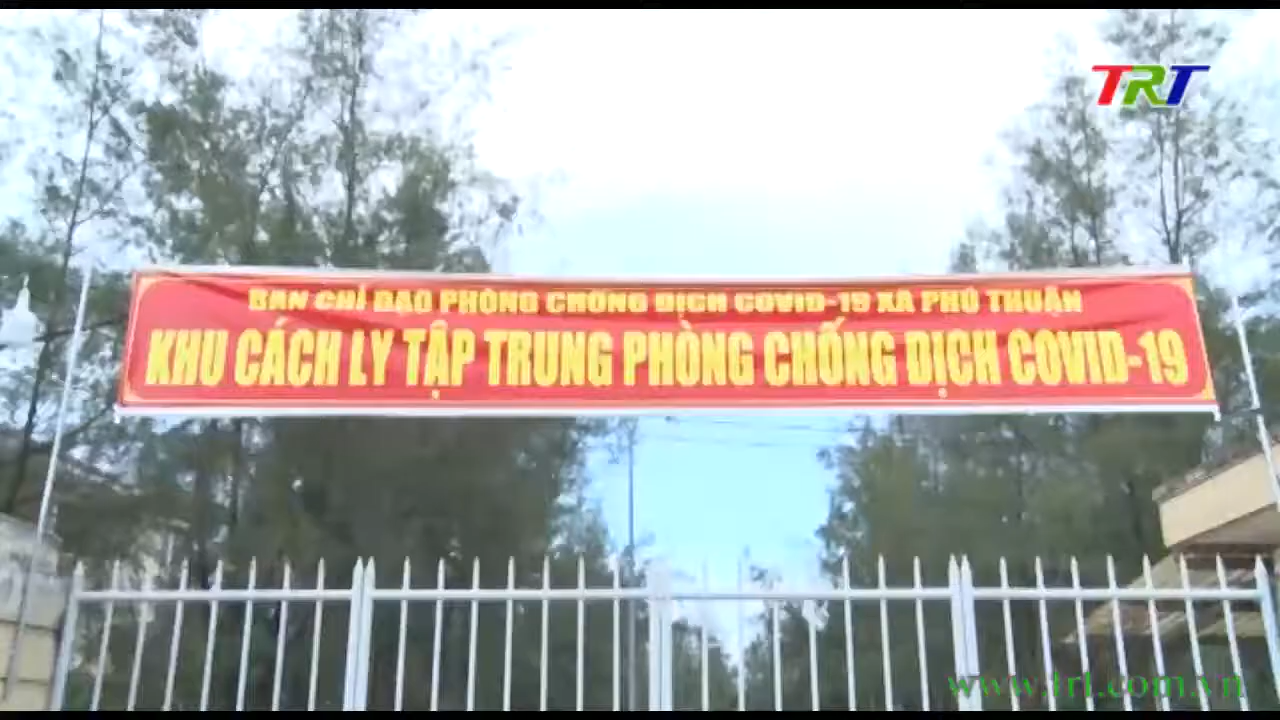 TRT
BAN CHỈ ĐẠO PHÒNG CHỐNG DỊCH COVID-19 XÃ PHÚ THUẬN
KHU CÁCH LY TẬP TRUNG PHÒNG CHỐNG DỊCH COVID-19
www.trt.com.vn